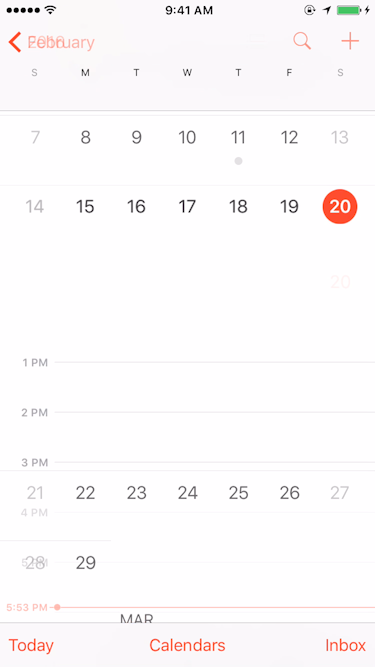 9:41 AM
February
S M T W T F S
7 8 9 10 11 12 13
14 15 16 17 18 19 20
20
1 PM
2 PM
3 PM
21 22 23 24 25 26 27
4 PM
28 29
5:53 PM
MAR
Today Calendars Inbox